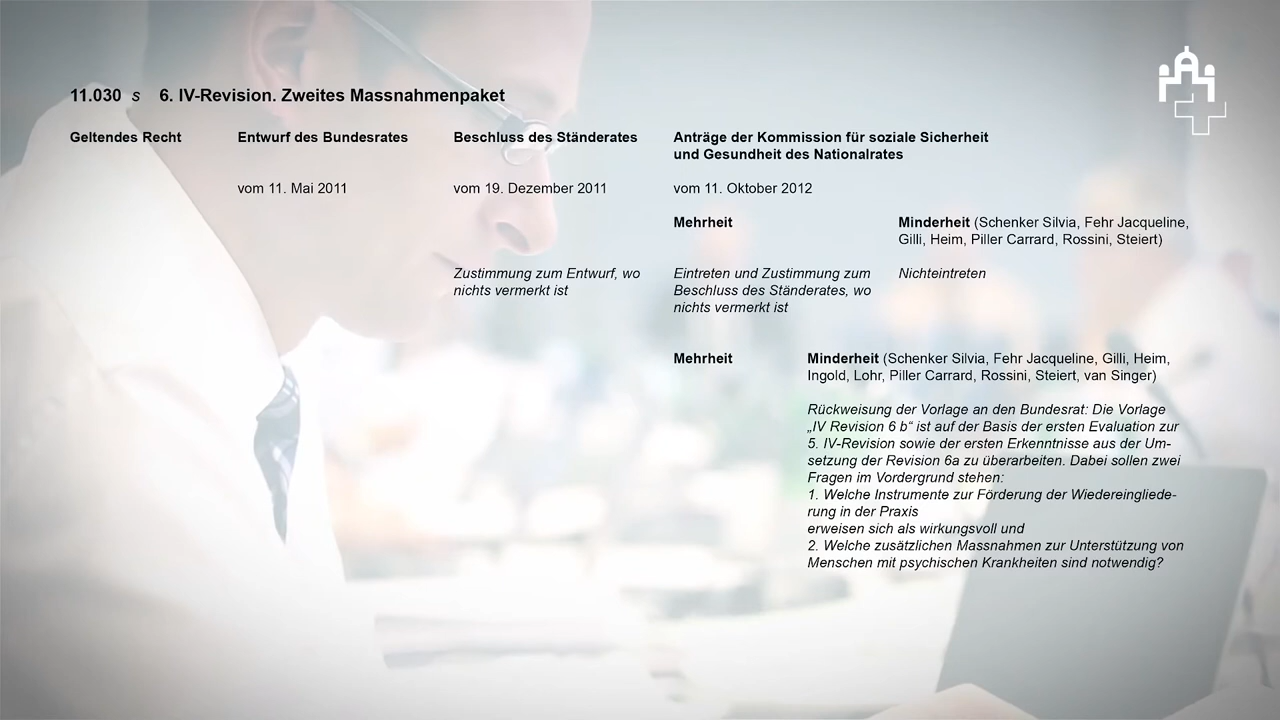 11.030 s 6. IV-Revision. Zweites Massnahmenpaket
Geltendes Recht
Entwurf des Bundesrates
Beschluss des Ständerates
Anträge der Kommission für soziale Sicherheit
und Gesundheit des Nationalrates
vom 11. Mai 2011
vom 19. Dezember 2011
vom 11. Oktober 2012
Mehrheit
Minderheit (Schenker Silvia, Fehr Jacqueline,
Gilli, Heim, Piller Carrard, Rossini, Steiert)
Zustimmung zum Entwurf, wo
nichts vermerkt ist
Eintreten und Zustimmung zum
Beschluss des Ständerates, wo
nichts vermerkt ist
Nichteintreten
Mehrheit
Minderheit (Schenker Silvia, Fehr Jacqueline, Gilli, Heim,
Ingold, Lohr, Piller Carrard, Rossini, Steiert, van Singer)
Rückweisung der Vorlage an den Bundesrat: Die Vorlage
„IV Revision 6 b“ ist auf der Basis der ersten Evaluation zur
5. IV-Revision sowie der ersten Erkenntnisse aus der Um-
setzung der Revision 6a zu überarbeiten. Dabei sollen zwei
Fragen im Vordergrund stehen:
1. Welche Instrumente zur Förderung der Wiedereingliede-
rung in der Praxis
erweisen sich als wirkungsvoll und
2. Welche zusätzlichen Massnahmen zur Unterstützung von
Menschen mit psychischen Krankheiten sind notwendig?